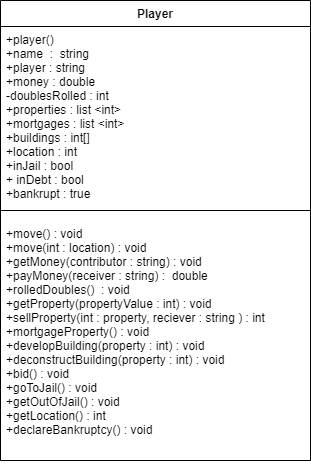 Player
+player()
+name  :  string
+player : string
+money : double
-doublesRolled : int
+properties : list <int>
+mortgages : list <int>
+buildings : int[]
+location : int
+inJail : bool
+ inDebt : bool
+bankrupt : true
+move() : void
+move(int : location) : void
+getMoney(contributor : string) : void
+payMoney(receiver : string) :  double
+rolledDoubles()  : void
+getProperty(propertyValue : int) : void
+sellProperty(int : property, reciever : string ) : int
+mortgageProperty() : void
+developBuilding(property : int) : void
+deconstructBuilding(property : int) : void
+bid() : void
+goToJail() : void
+getOutOfJail() : void
+getLocation() : int
+declareBankruptcy() : void